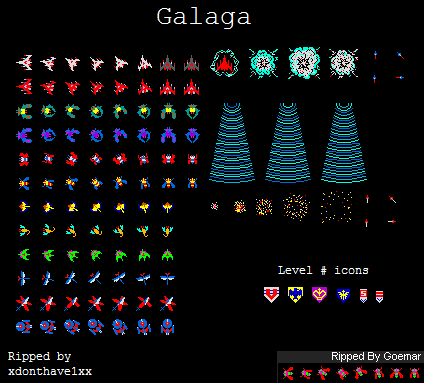 Galaga
Level # icons
Ripped by
xdonthave1xx
Ripped By Goemar